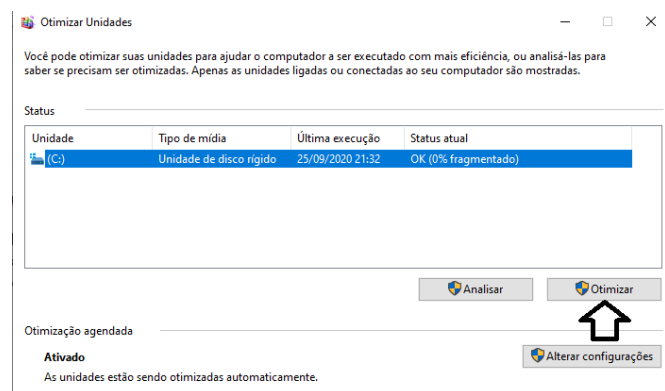 Otimizar Unidades
Você pode otimizar suas unidades para ajudar o computador a ser executado com mais eficiência, ou analisá-las para
saber se precisam ser otimizadas. Apenas as unidades ligadas ou conectadas ao seu computador são mostradas.
Status
Unidade Tipo de mídia Última execução Status atual
(C:) Unidade de disco rígido 25/09/2020 21:32 OK (0% fragmentado)
Analisar Otimizar
Otimização agendada
Ativado Alterar configurações
As unidades estão sendo otimizadas automaticamente.